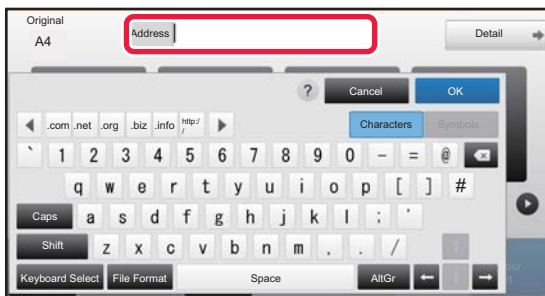 Original
A4
Address
Detail
? Cancel OK
.com .net .org .biz .info http:/
/
Characters Symbols
` 1 2 3 4 5 6 7 8 9 0 - = @
q w e r t y u i o p [ ] #
Caps a s d f g h j k l ; '
Shift z x c v b n m , . /
Keyboard Select File Format Space AltGr